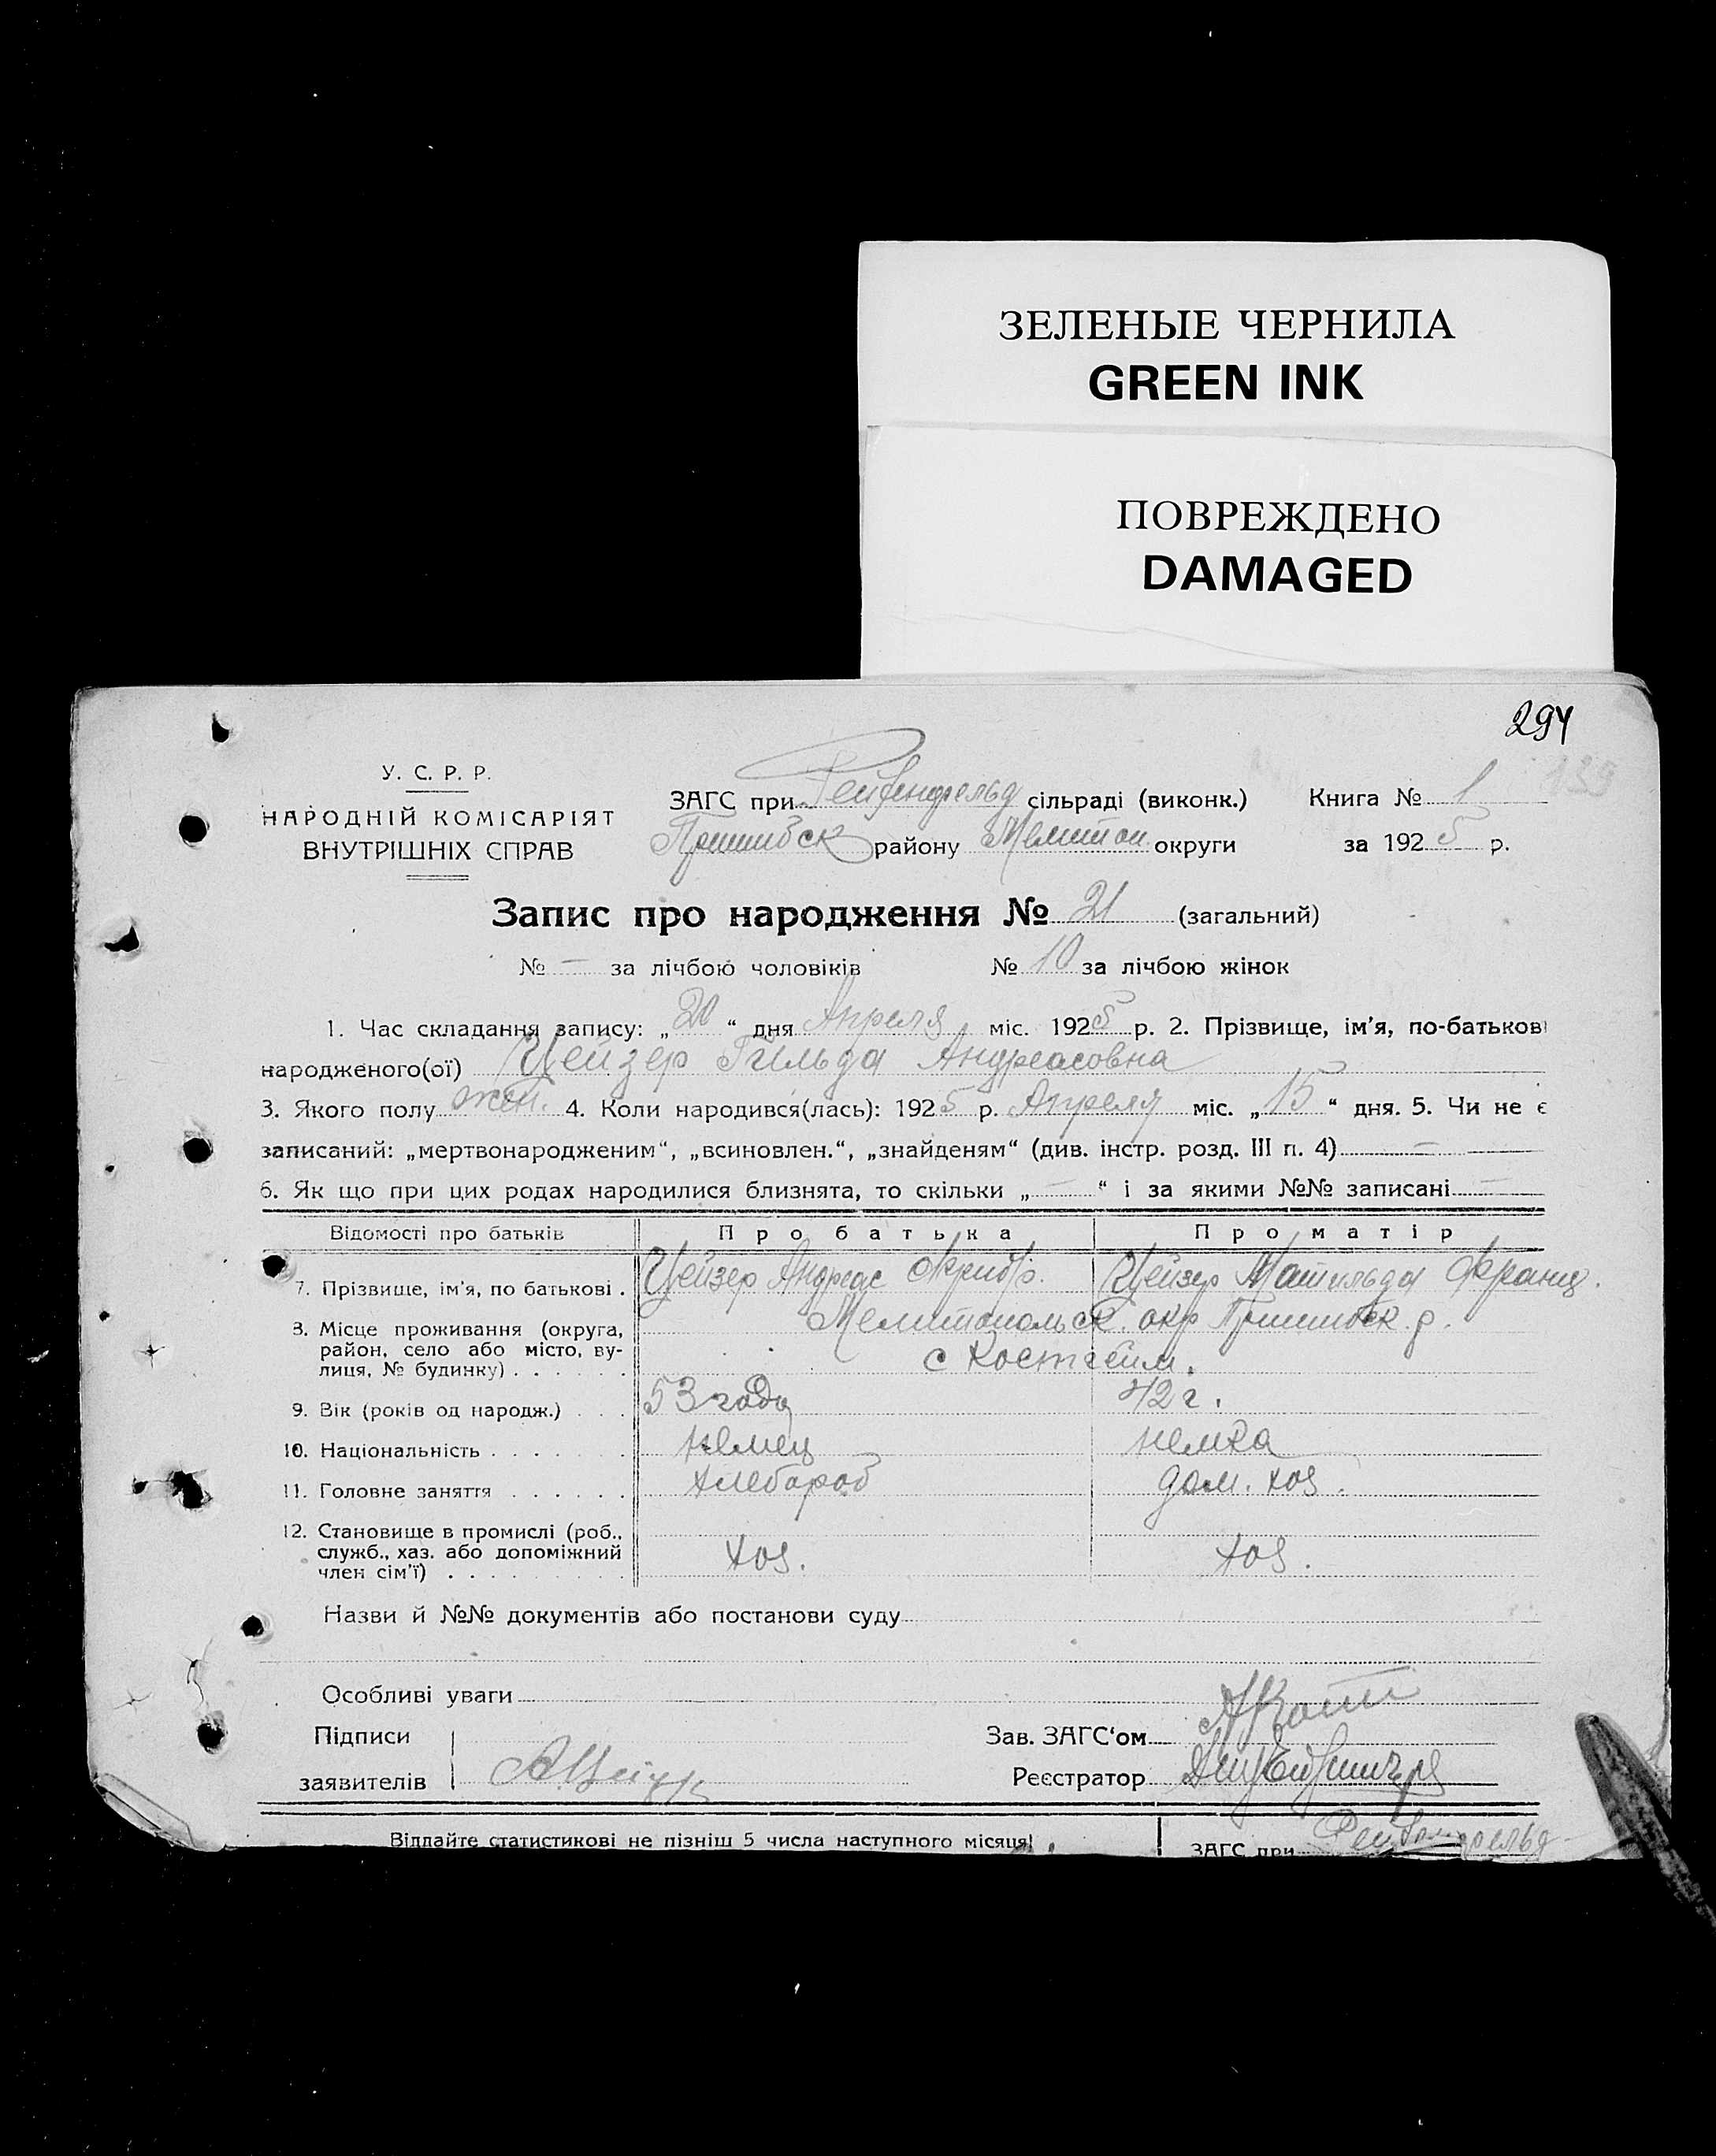 ЗЕЛЕНЫЕ ЧЕРНИЛА
GREEN INK
ПОВРЕЖДЕНО
DAMAGED
294
135
У. С. Р. Р.
НАРОДНІЙ КОМІСАРІЯТ
ВНУТРІШНІХ СПРАВ
ЗАГС при Рейхенфельд сільраді (виконк.) Книга № 1
Пришибск району Мелитоп округи за 1925 р.
Запис про народження № 21 (загальний)
№ — за лічбою чоловіків № 10 за лічбою жінок
1. Час складання запису: „20“ дня Апреля міс. 1925 р. 2. Прізвище, ім'я, по-батькові
народженого(ої) Цейзер Гильда Андреасовна
3. Якого полу жен. 4. Коли народився(лась): 1925 р. Апреля міс. „15“ дня. 5. Чи не є
записаний: „мертвонародженим“, „всиновлен.“, „знайденям“ (див. інстр. розд. III п. 4) —
6. Як що при цих родах народилися близнята, то скільки „—“ і за якими №№ записані —
Відомості про батьків Про батька Про матір
7. Прізвище, ім'я, по батькові . Цейзер Андреас Цейзер Матильда Франц.
8. Місце проживання (округа, Мелитопольск. окр Пришибск. р.
район, село або місто, ву-
лиця, № будинку) . . . . . . с Костгейм.
9. Вік (років од народж.) . . . 53 года 42 г.
10. Національність . . . . . . . немец немка
11. Головне заняття . . . . . . хлебороб дом. хоз.
12. Становище в промислі (роб.,
служб., хаз. або допоміжний хоз. хоз.
член сім'ї) . . . . . . . . .
Назви й №№ документів або постанови суду
Особливі уваги
Підписи Зав. ЗАГС'ом
заявителів Реєстратор
Віддайте статистикові не пізніш 5 числа наступного місяця! ЗАГС при Рейхенфельд